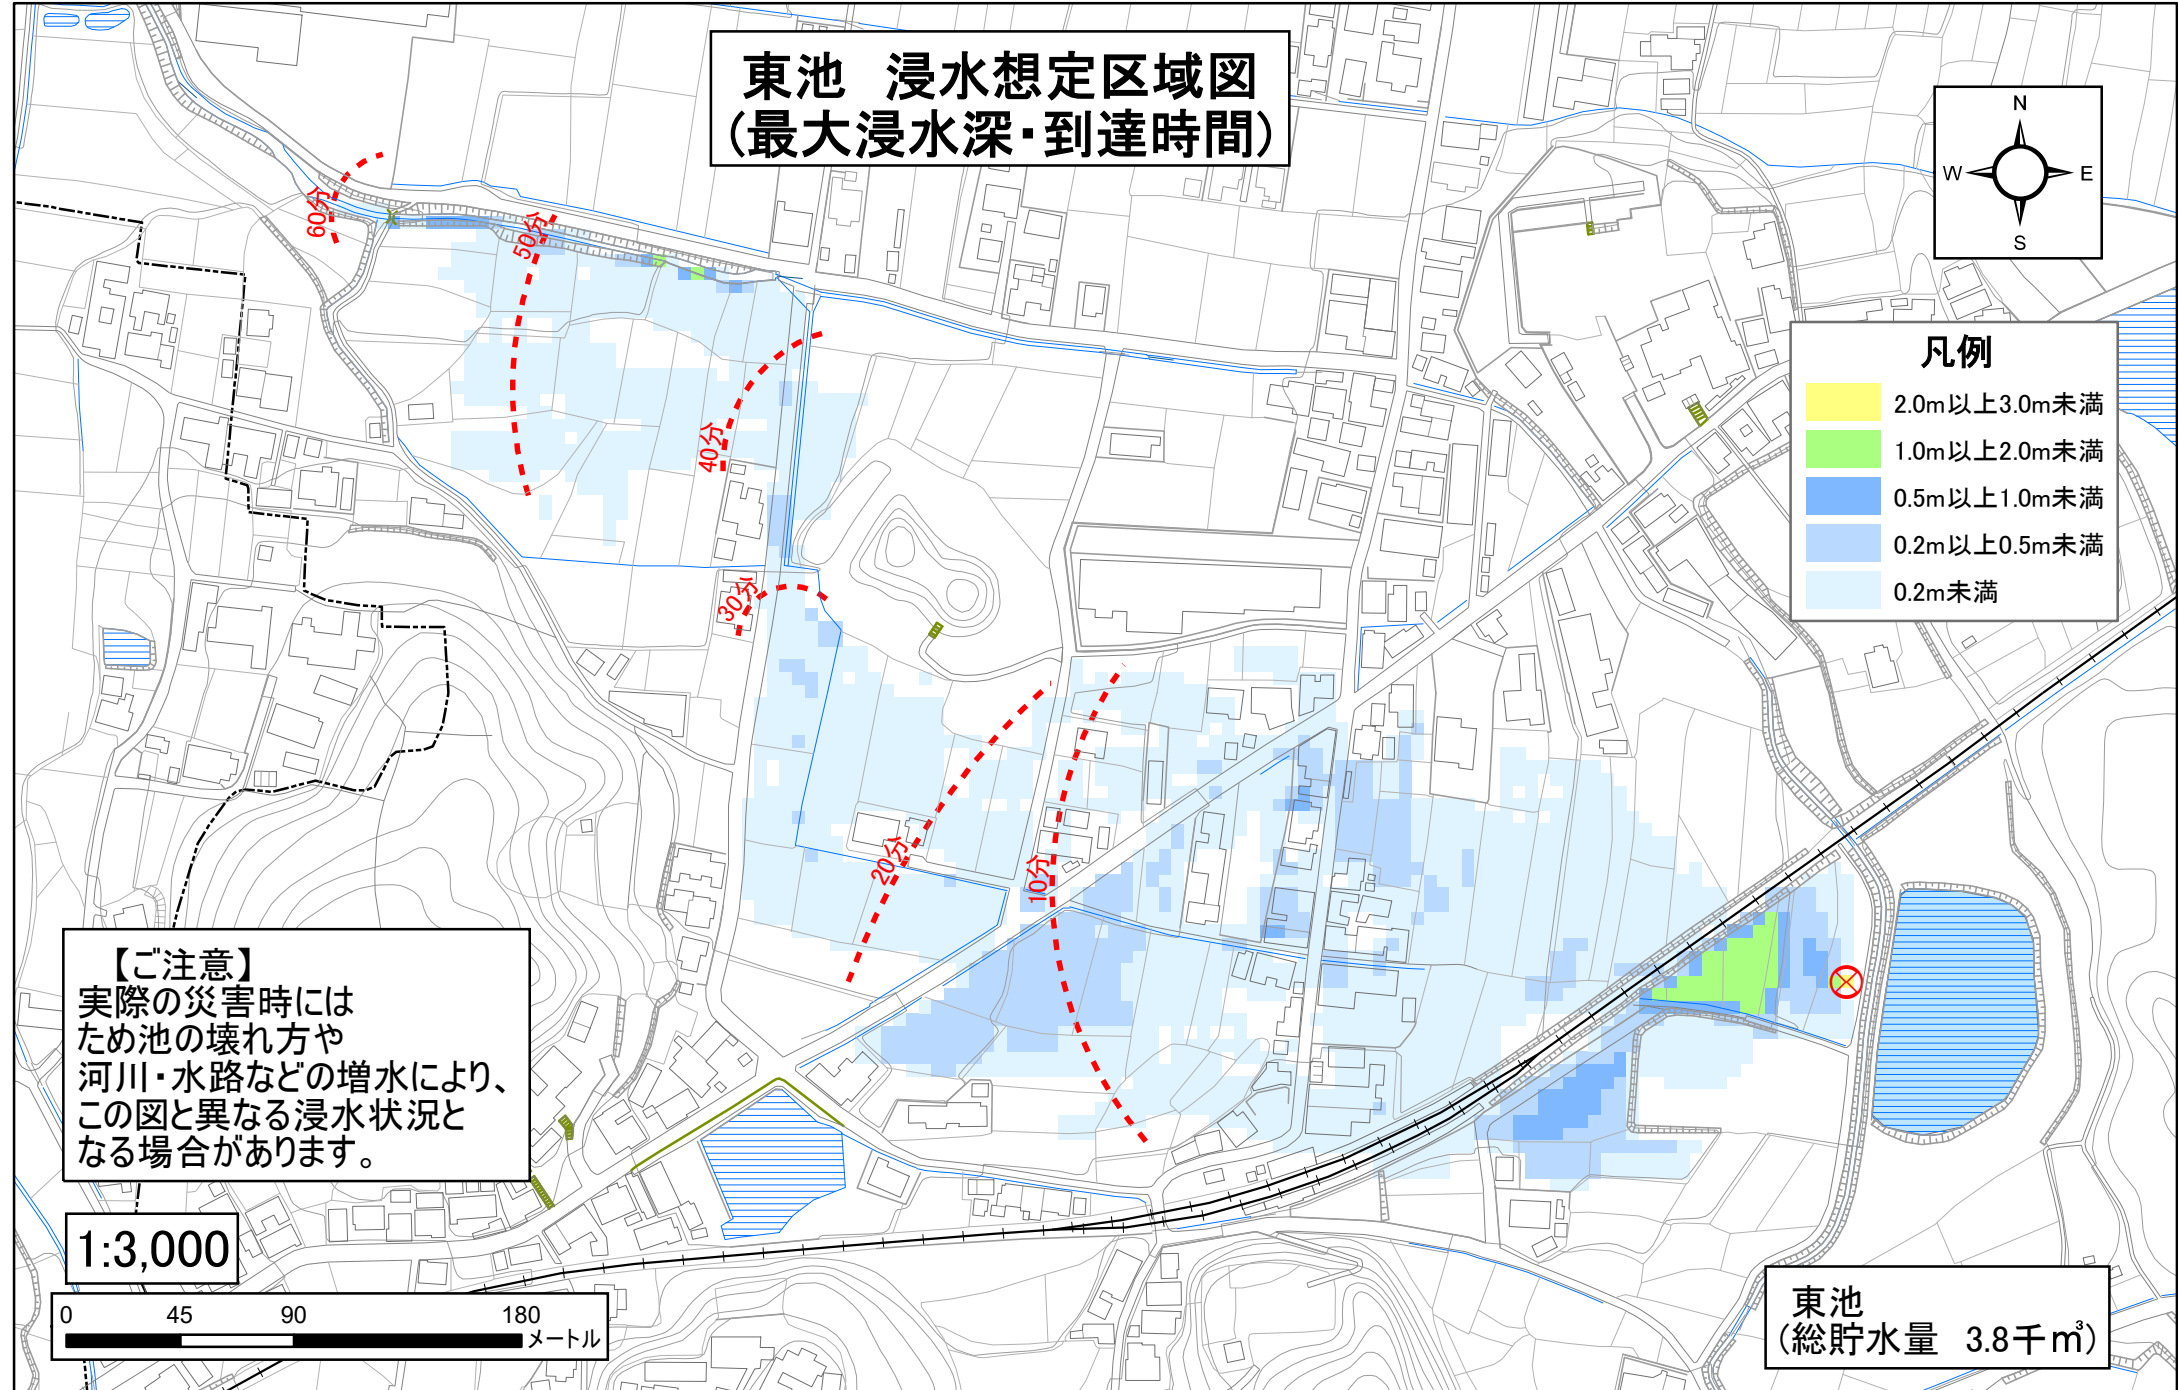 東池　浸水想定区域図
（最大浸水深・到達時間）
N
W
E
S
60分
50分
40分
30分
20分
10分
凡例
2.0m以上3.0m未満
1.0m以上2.0m未満
0.5m以上1.0m未満
0.2m以上0.5m未満
0.2m未満
【ご注意】
実際の災害時には
ため池の壊れ方や
河川・水路などの増水により、
この図と異なる浸水状況と
なる場合があります。
1:3,000
0 45 90 180
メートル
東池
（総貯水量　3.8千㎥）